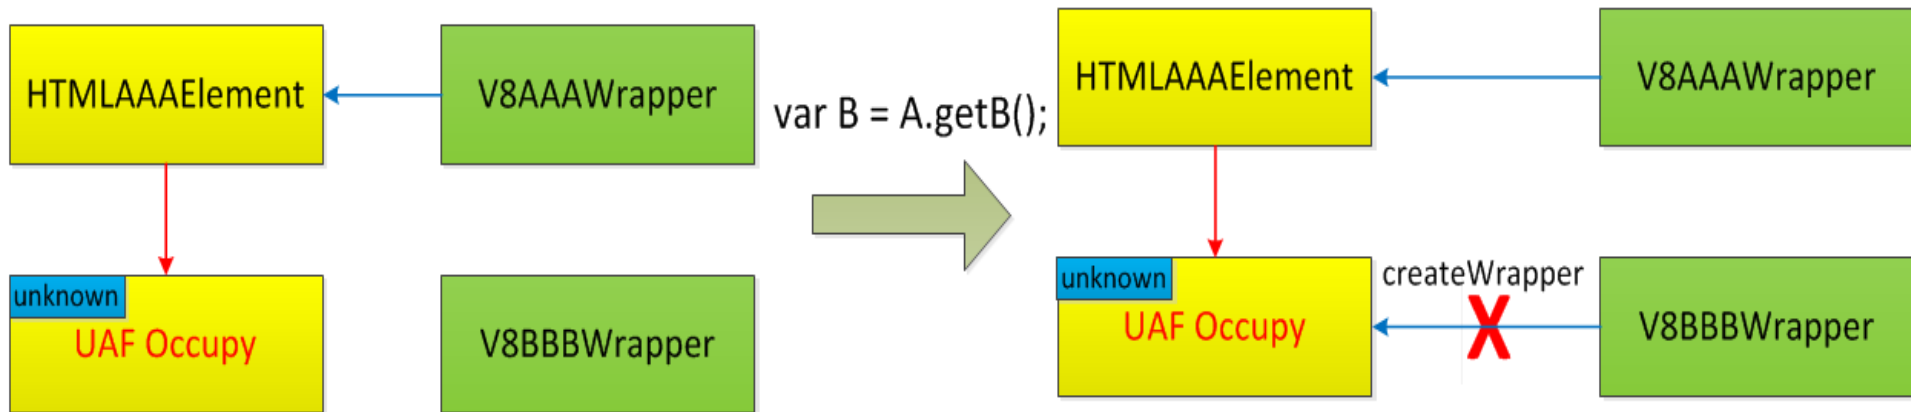 HTMLAAAElement
V8AAAWrapper
unknown
UAF Occupy
V8BBBWrapper
var B = A.getB();
HTMLAAAElement
V8AAAWrapper
unknown
UAF Occupy
createWrapper
X
V8BBBWrapper